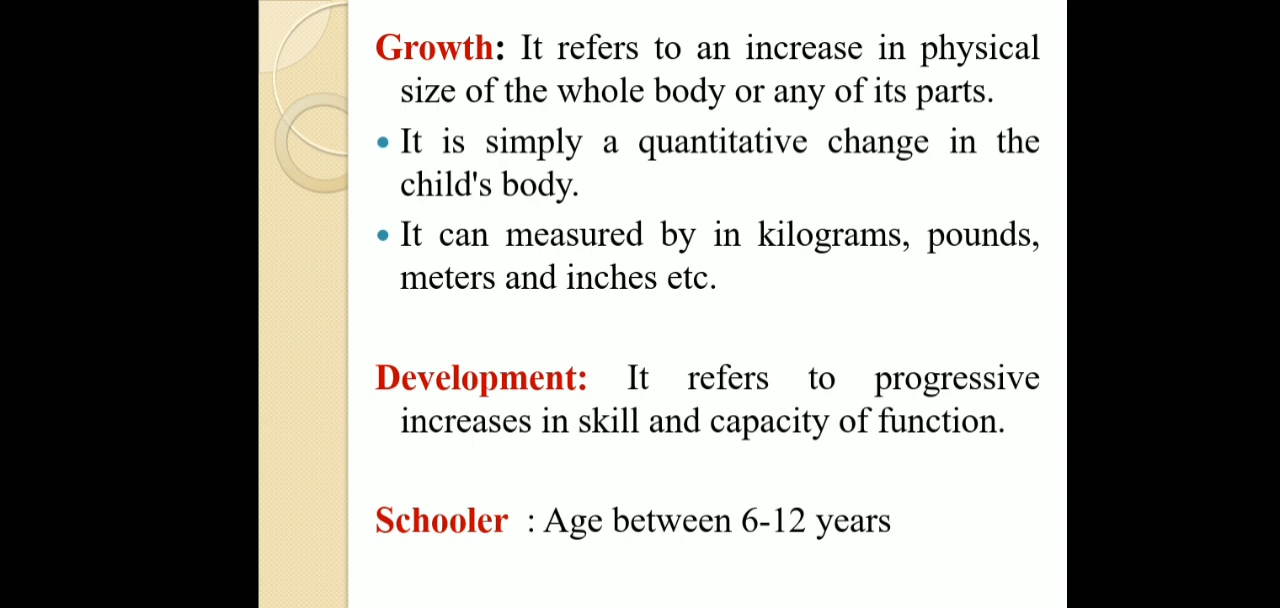 Growth: It refers to an increase in physical
size of the whole body or any of its parts.
• It is simply a quantitative change in the
child's body.
• It can measured by in kilograms, pounds,
meters and inches etc.
Development: It refers to progressive
increases in skill and capacity of function.
Schooler : Age between 6-12 years